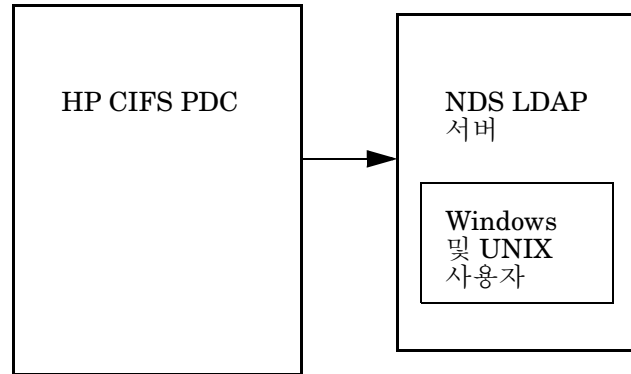 HP CIFS PDC
NDS LDAP
서버
Windows
및 UNIX
사용자